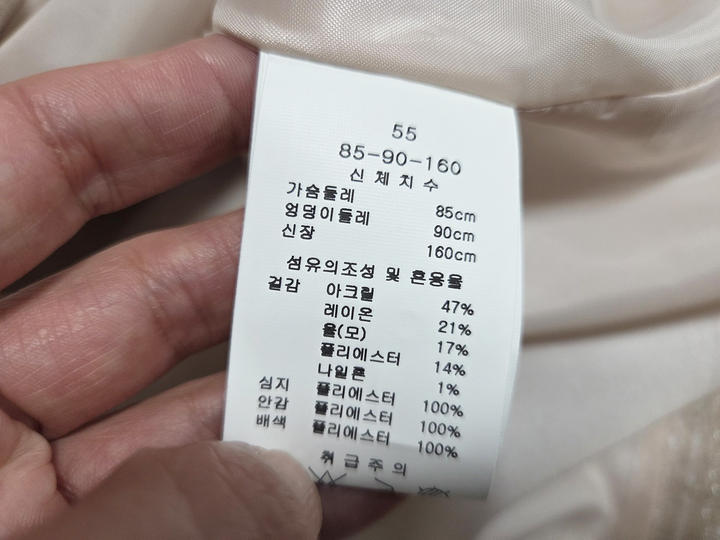 55
85-90-160
신체치수
가슴둘레 85cm
엉덩이둘레 90cm
신장 160cm
섬유의조성 및 혼용율
겉감 아크릴 47%
레이온 21%
울(모) 17%
폴리에스터 14%
나일론 1%
심지 폴리에스터 100%
안감 폴리에스터 100%
배색 폴리에스터 100%
취급주의